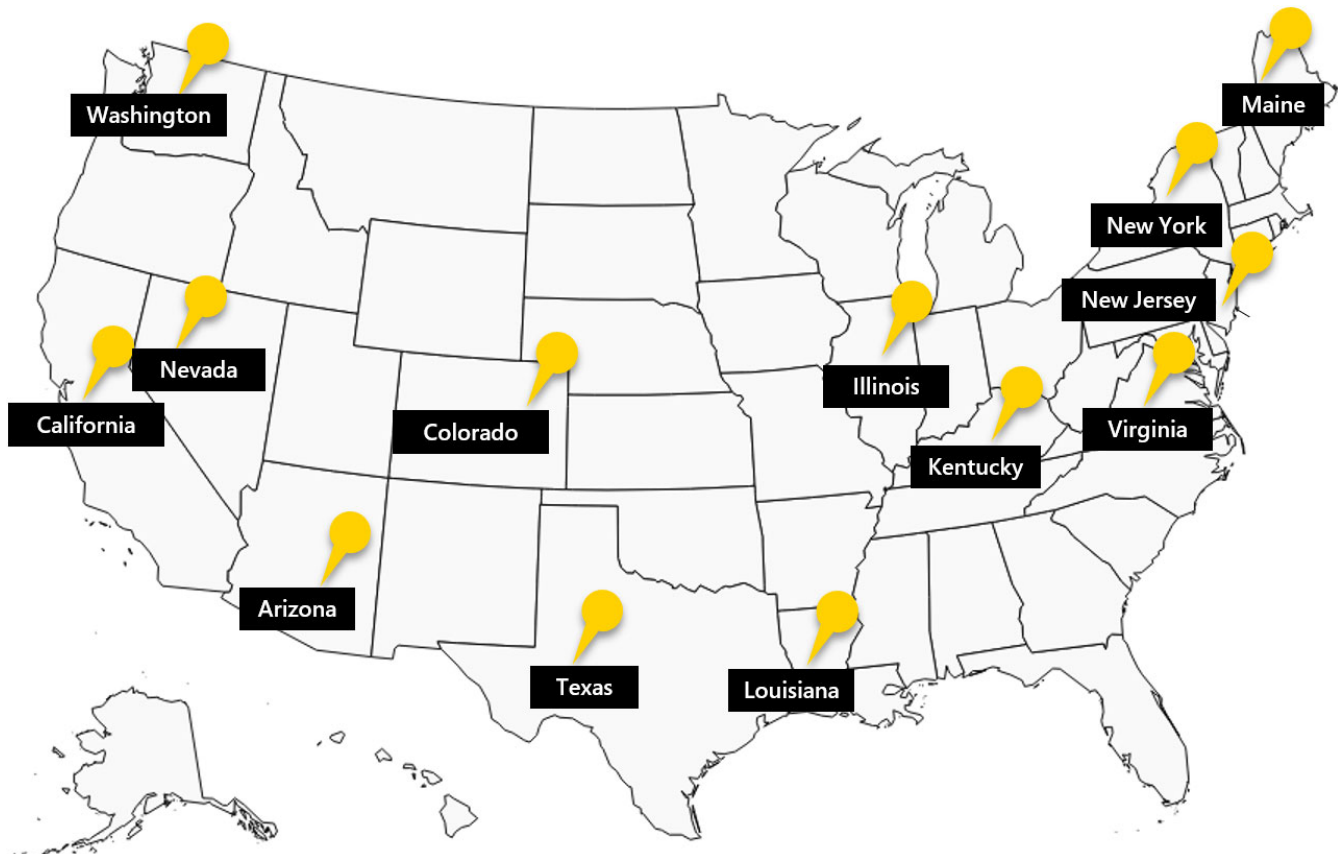 Washington
Maine
New York
New Jersey
Nevada
Illinois
California
Colorado
Virginia
Kentucky
Arizona
Texas
Louisiana